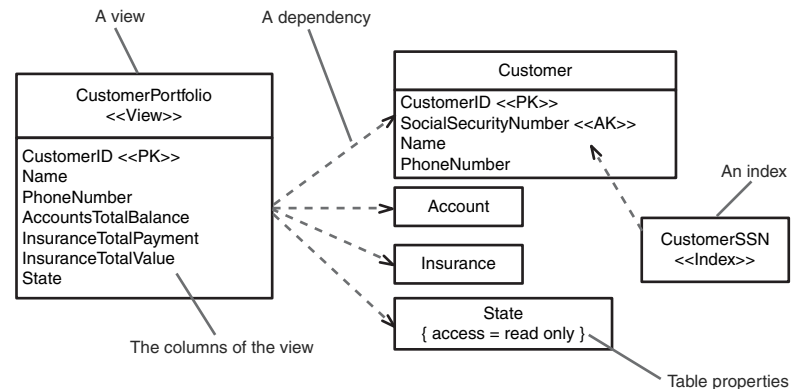 A view
A dependency
CustomerPortfolio
<<View>>
CustomerID <<PK>>
Name
PhoneNumber
AccountsTotalBalance
InsuranceTotalPayment
InsuranceTotalValue
State
The columns of the view
Customer
CustomerID <<PK>>
SocialSecurityNumber <<AK>>
Name
PhoneNumber
Account
Insurance
State
{ access = read only }
An index
CustomerSSN
<<Index>>
Table properties